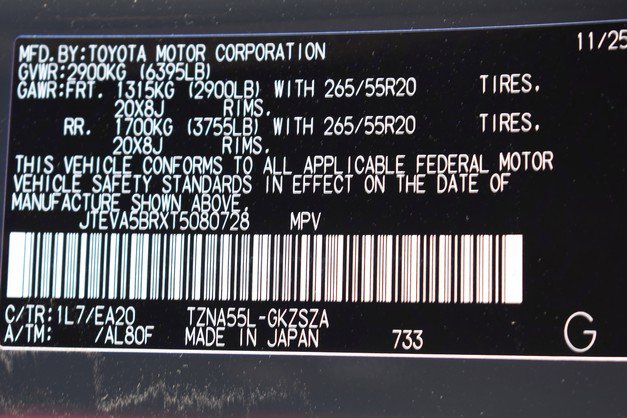 11/25
MFD.BY:TOYOTA MOTOR CORPORATION
GVWR:2900KG (6395LB)
GAWR:FRT. 1315KG (2900LB) WITH 265/55R20 TIRES,
20X8J RIMS.
RR. 1700KG (3755LB) WITH 265/55R20 TIRES,
20X8J RIMS.
THIS VEHICLE CONFORMS TO ALL APPLICABLE FEDERAL MOTOR
VEHICLE SAFETY STANDARDS IN EFFECT ON THE DATE OF
MANUFACTURE SHOWN ABOVE.
JTEVA5BRXT5080728 MPV
C/TR:1L7/EA20 TZNA55L-GKZSZA
A/TM: /AL80F MADE IN JAPAN 733 G